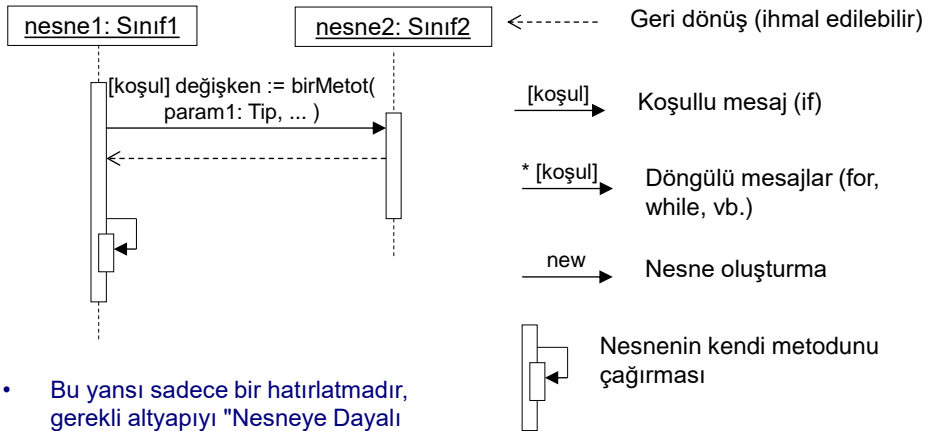 nesne1: Sınıf1
nesne2: Sınıf2
[koşul] değişken := birMetot(
param1: Tip, ... )
Geri dönüş (ihmal edilebilir)
[koşul]
Koşullu mesaj (if)
* [koşul]
Döngülü mesajlar (for,
while, vb.)
new
Nesne oluşturma
Nesnenin kendi metodunu
çağırması
• Bu yansı sadece bir hatırlatmadır,
gerekli altyapıyı "Nesneye Dayalı